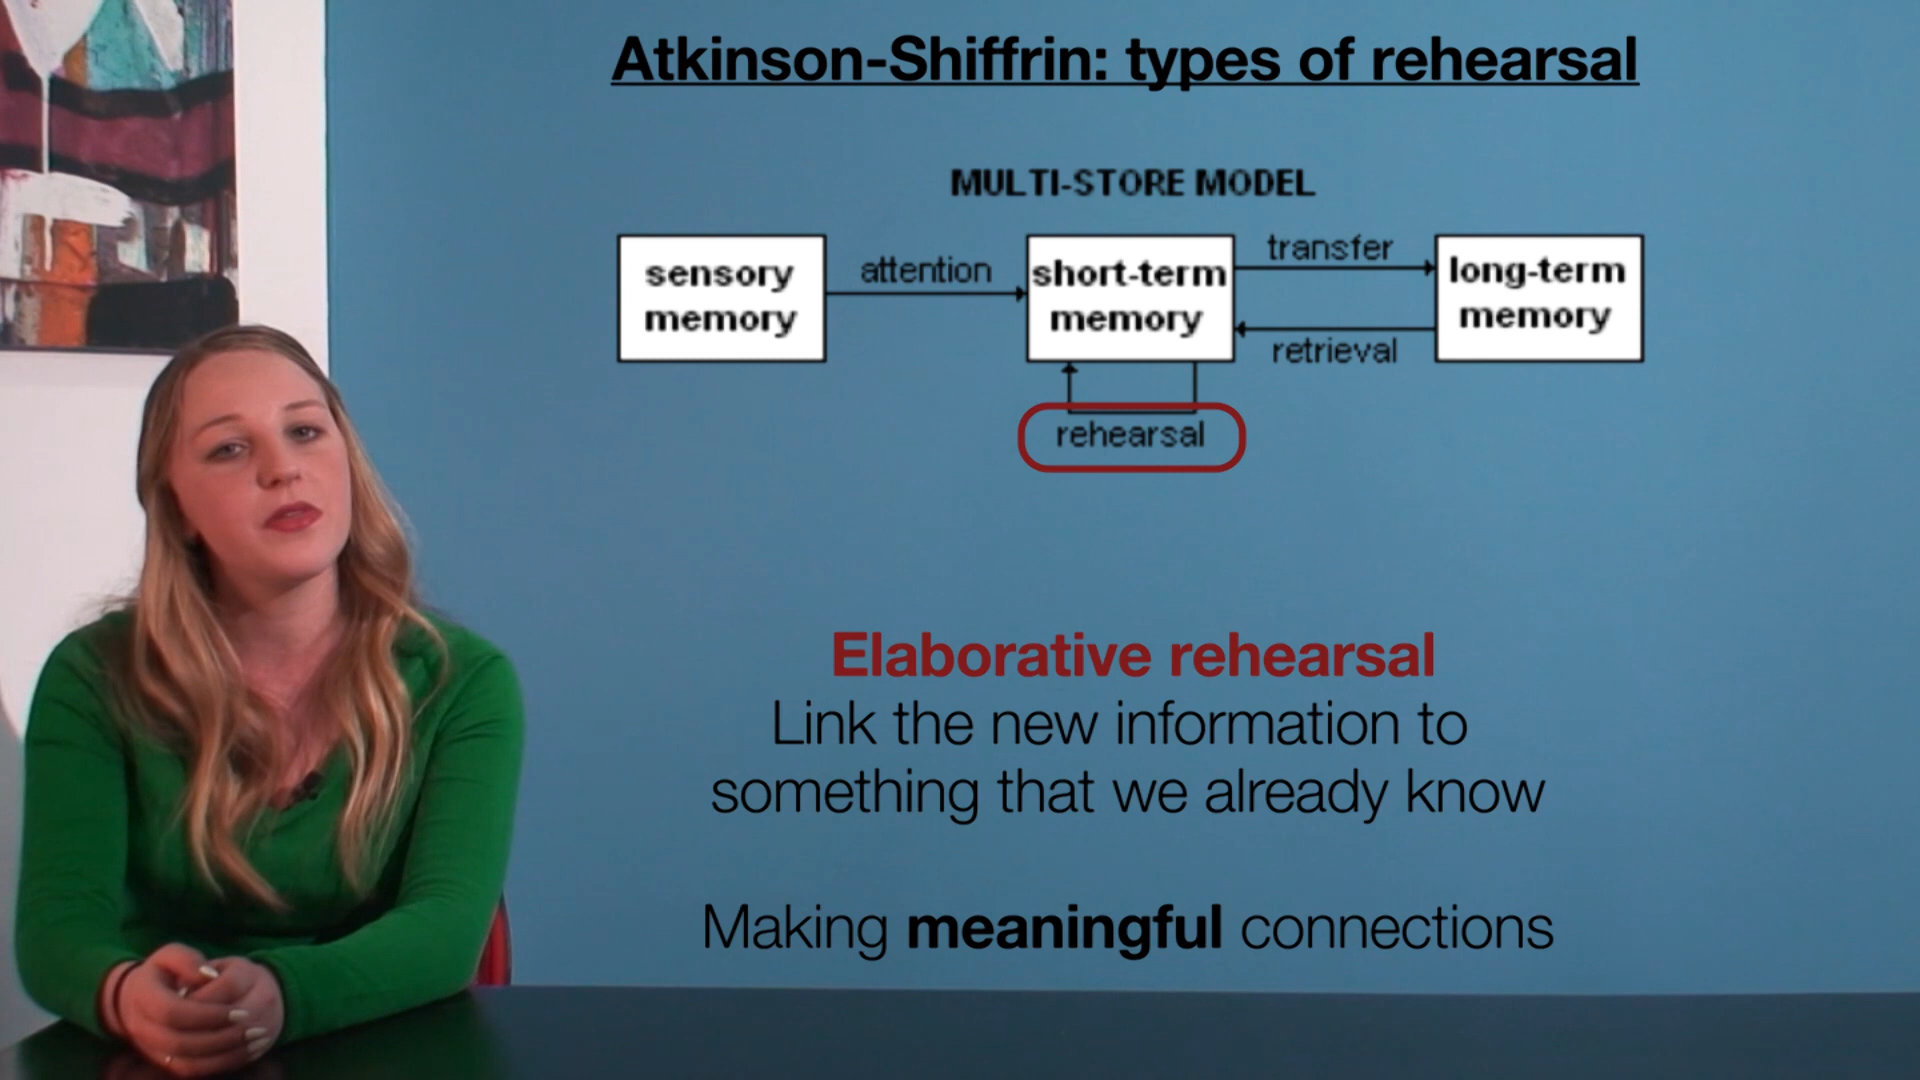 Atkinson-Shiffrin: types of rehearsal
MULTI-STORE MODEL
sensory
memory
attention
short-term
memory
transfer
retrieval
long-term
memory
rehearsal
Elaborative rehearsal
Link the new information to
something that we already know
Making meaningful connections